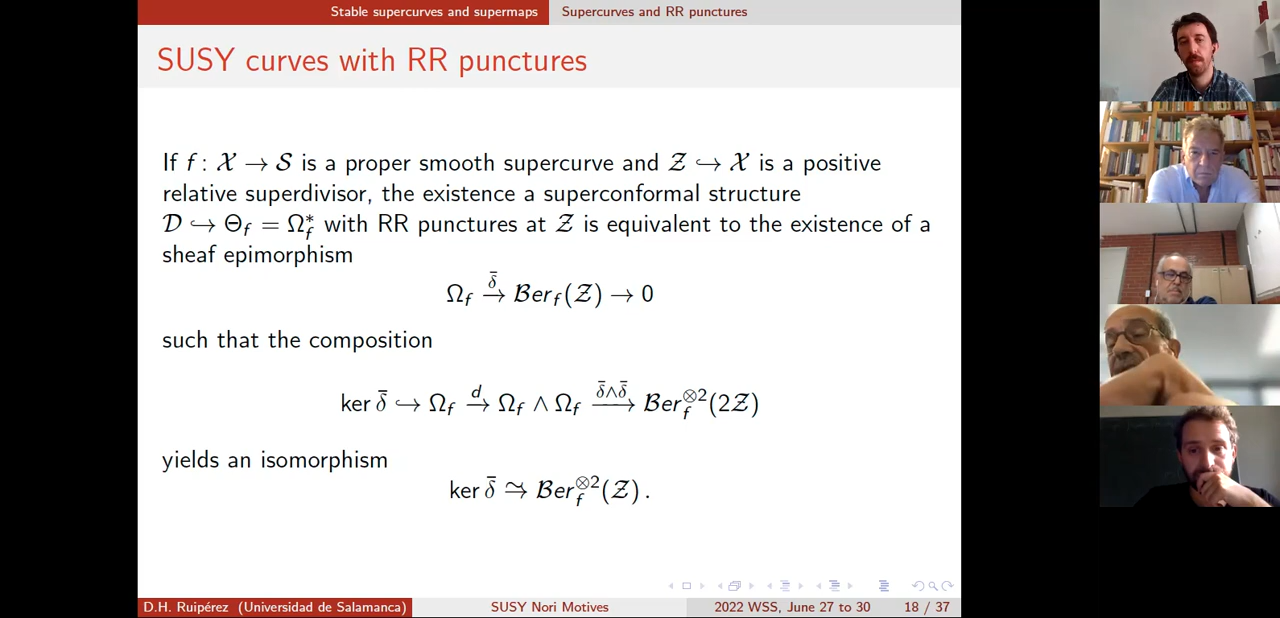 Stable supercurves and supermaps Supercurves and RR punctures
SUSY curves with RR punctures
If f : 𝒳 → 𝒮 is a proper smooth supercurve and 𝒵 ↪ 𝒳 is a positive
relative superdivisor, the existence a superconformal structure
𝒟 ↪ Θ_f = Ω_f^* with RR punctures at 𝒵 is equivalent to the existence of a
sheaf epimorphism
Ω_f \xrightarrow{δ̄} ℬer_f(𝒵) → 0
such that the composition
ker δ̄ ↪ Ω_f \xrightarrow{d} Ω_f ∧ Ω_f \xrightarrow{δ̄∧δ̄} ℬer_f^{⊗2}(2𝒵)
yields an isomorphism
ker δ̄ ⥲ ℬer_f^{⊗2}(𝒵) .
D.H. Ruipérez (Universidad de Salamanca) SUSY Nori Motives 2022 WSS, June 27 to 30 18 / 37